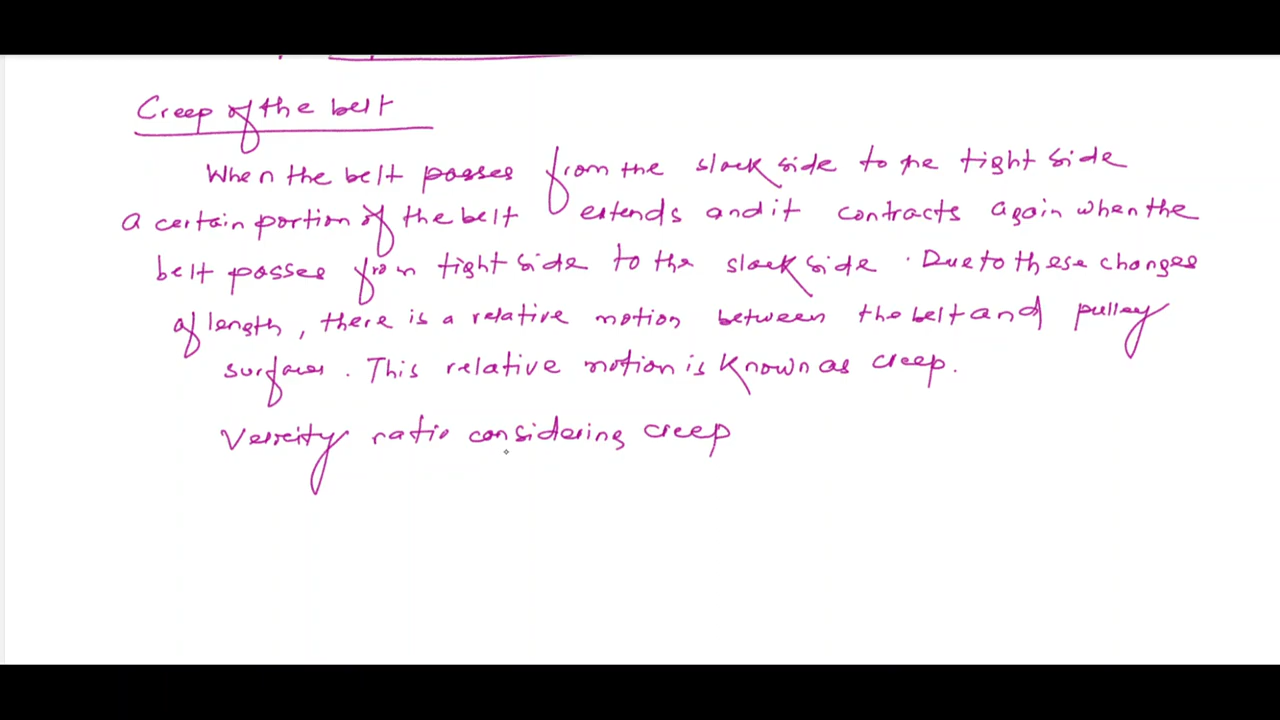 Creep of the belt
When the belt passes from the slack side to the tight side
a certain portion of the belt extends and it contracts again when the
belt passes from tight side to the slack side . Due to these changes
of length, there is a relative motion between the belt and pulley
surfaces. This relative motion is known as creep.
Velocity ratio considering creep